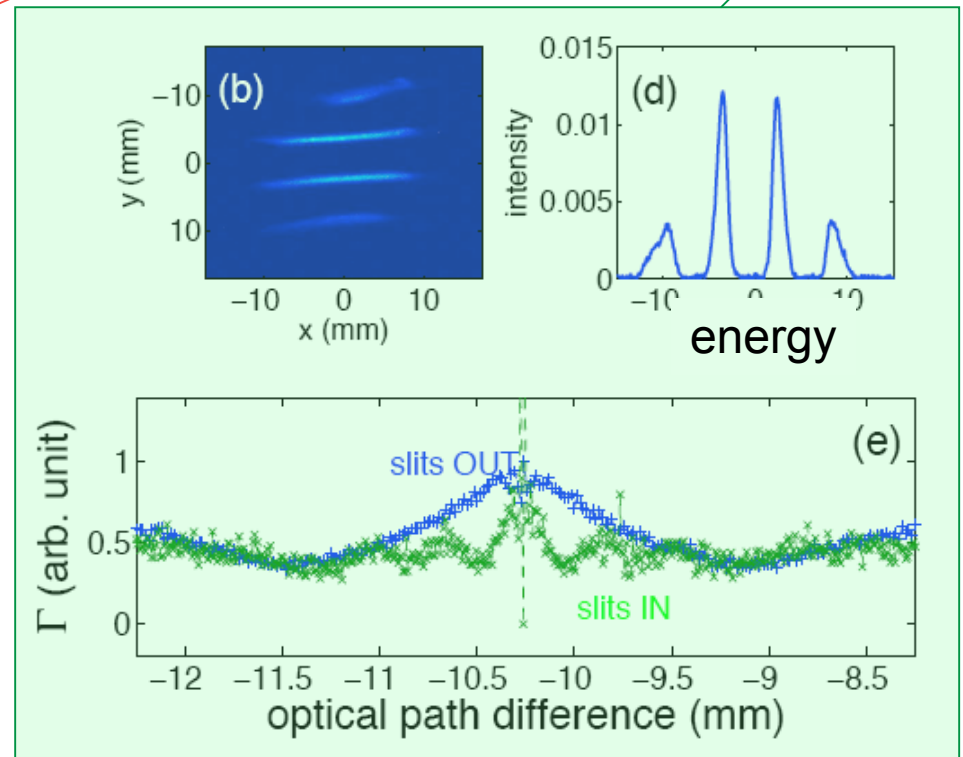 (b)
−10
0
10
y (mm)
−10
0
10
x (mm)
(d)
0.015
0.01
0.005
0
intensity
0
energy
(e)
slits OUT
slits IN
1
0.5
0
Γ (arb. unit)
−12
−11.5
−11
−10.5
−10
−9.5
−9
−8.5
optical path difference (mm)